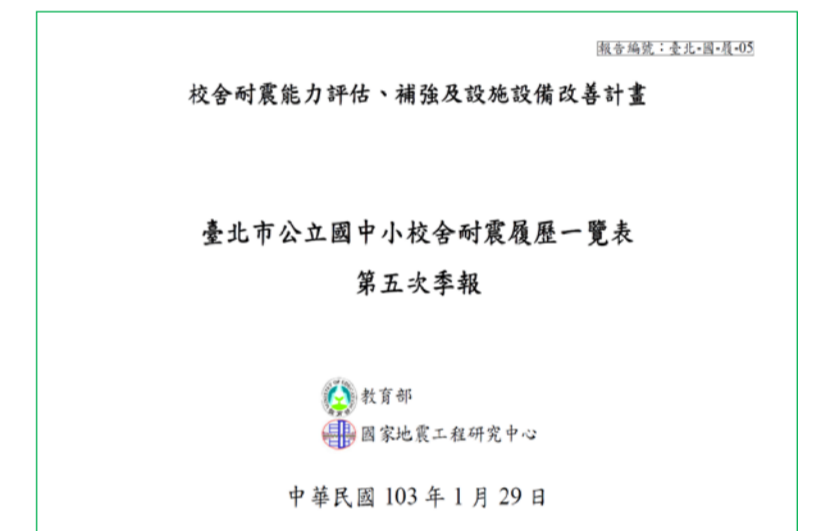 報告編號：臺北-國-履-05
校舍耐震能力評估、補強及設施設備改善計畫
臺北市公立國中小校舍耐震履歷一覽表
第五次季報
教育部
國家地震工程研究中心
中華民國 103 年 1 月 29 日